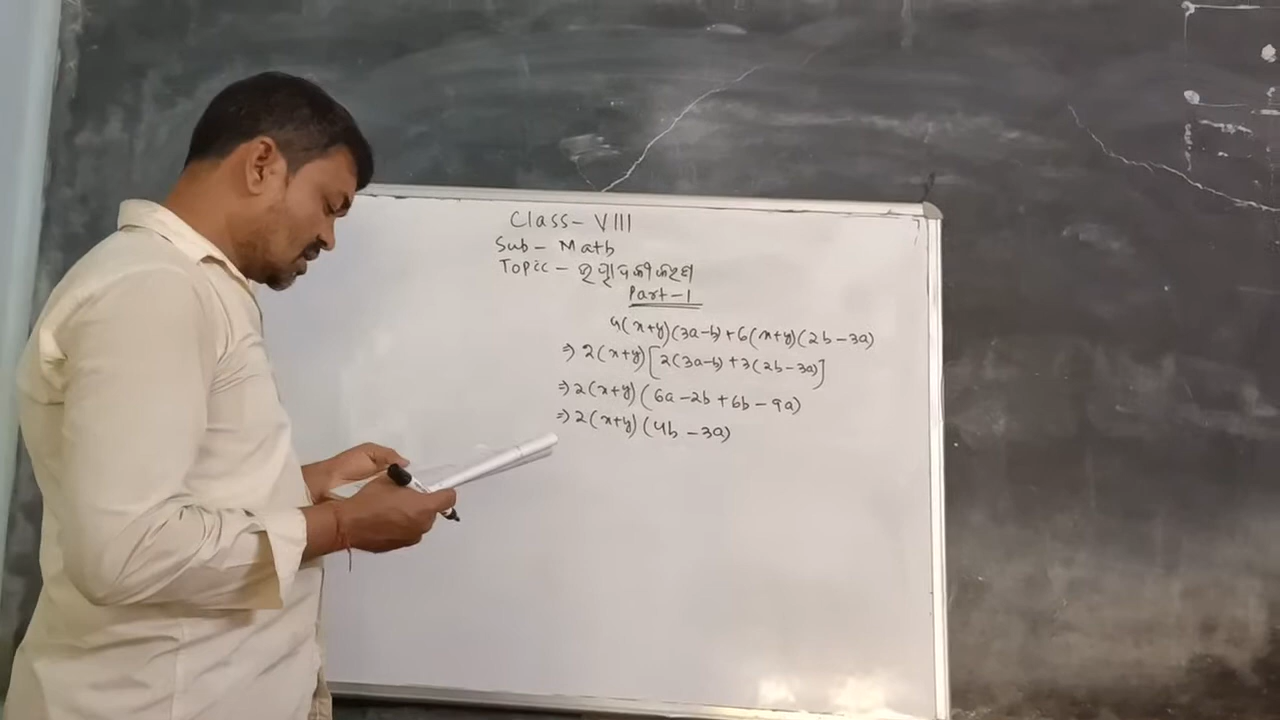 Class - VIII
Sub - Math
Topic - ଉତ୍ପାଦକୀକରଣ
Part - 1
4(x+y)(3a-b)+6(x+y)(2b-3a)
⇒ 2(x+y)[2(3a-b)+3(2b-3a)]
⇒ 2(x+y)(6a-2b+6b-9a)
⇒ 2(x+y)(4b-3a)